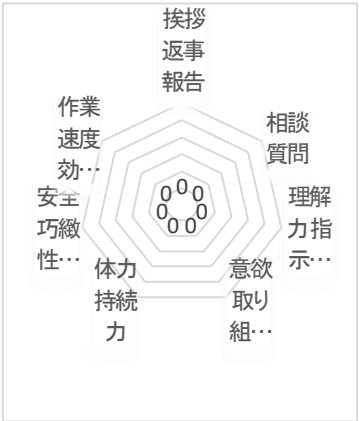 挨拶
返事
報告
相談
質問
理解
力指
示…
意欲
取り
組…
体力
持続
力
安全
巧緻
性…
作業
速度
効…
0
0
0
0
0
0
0